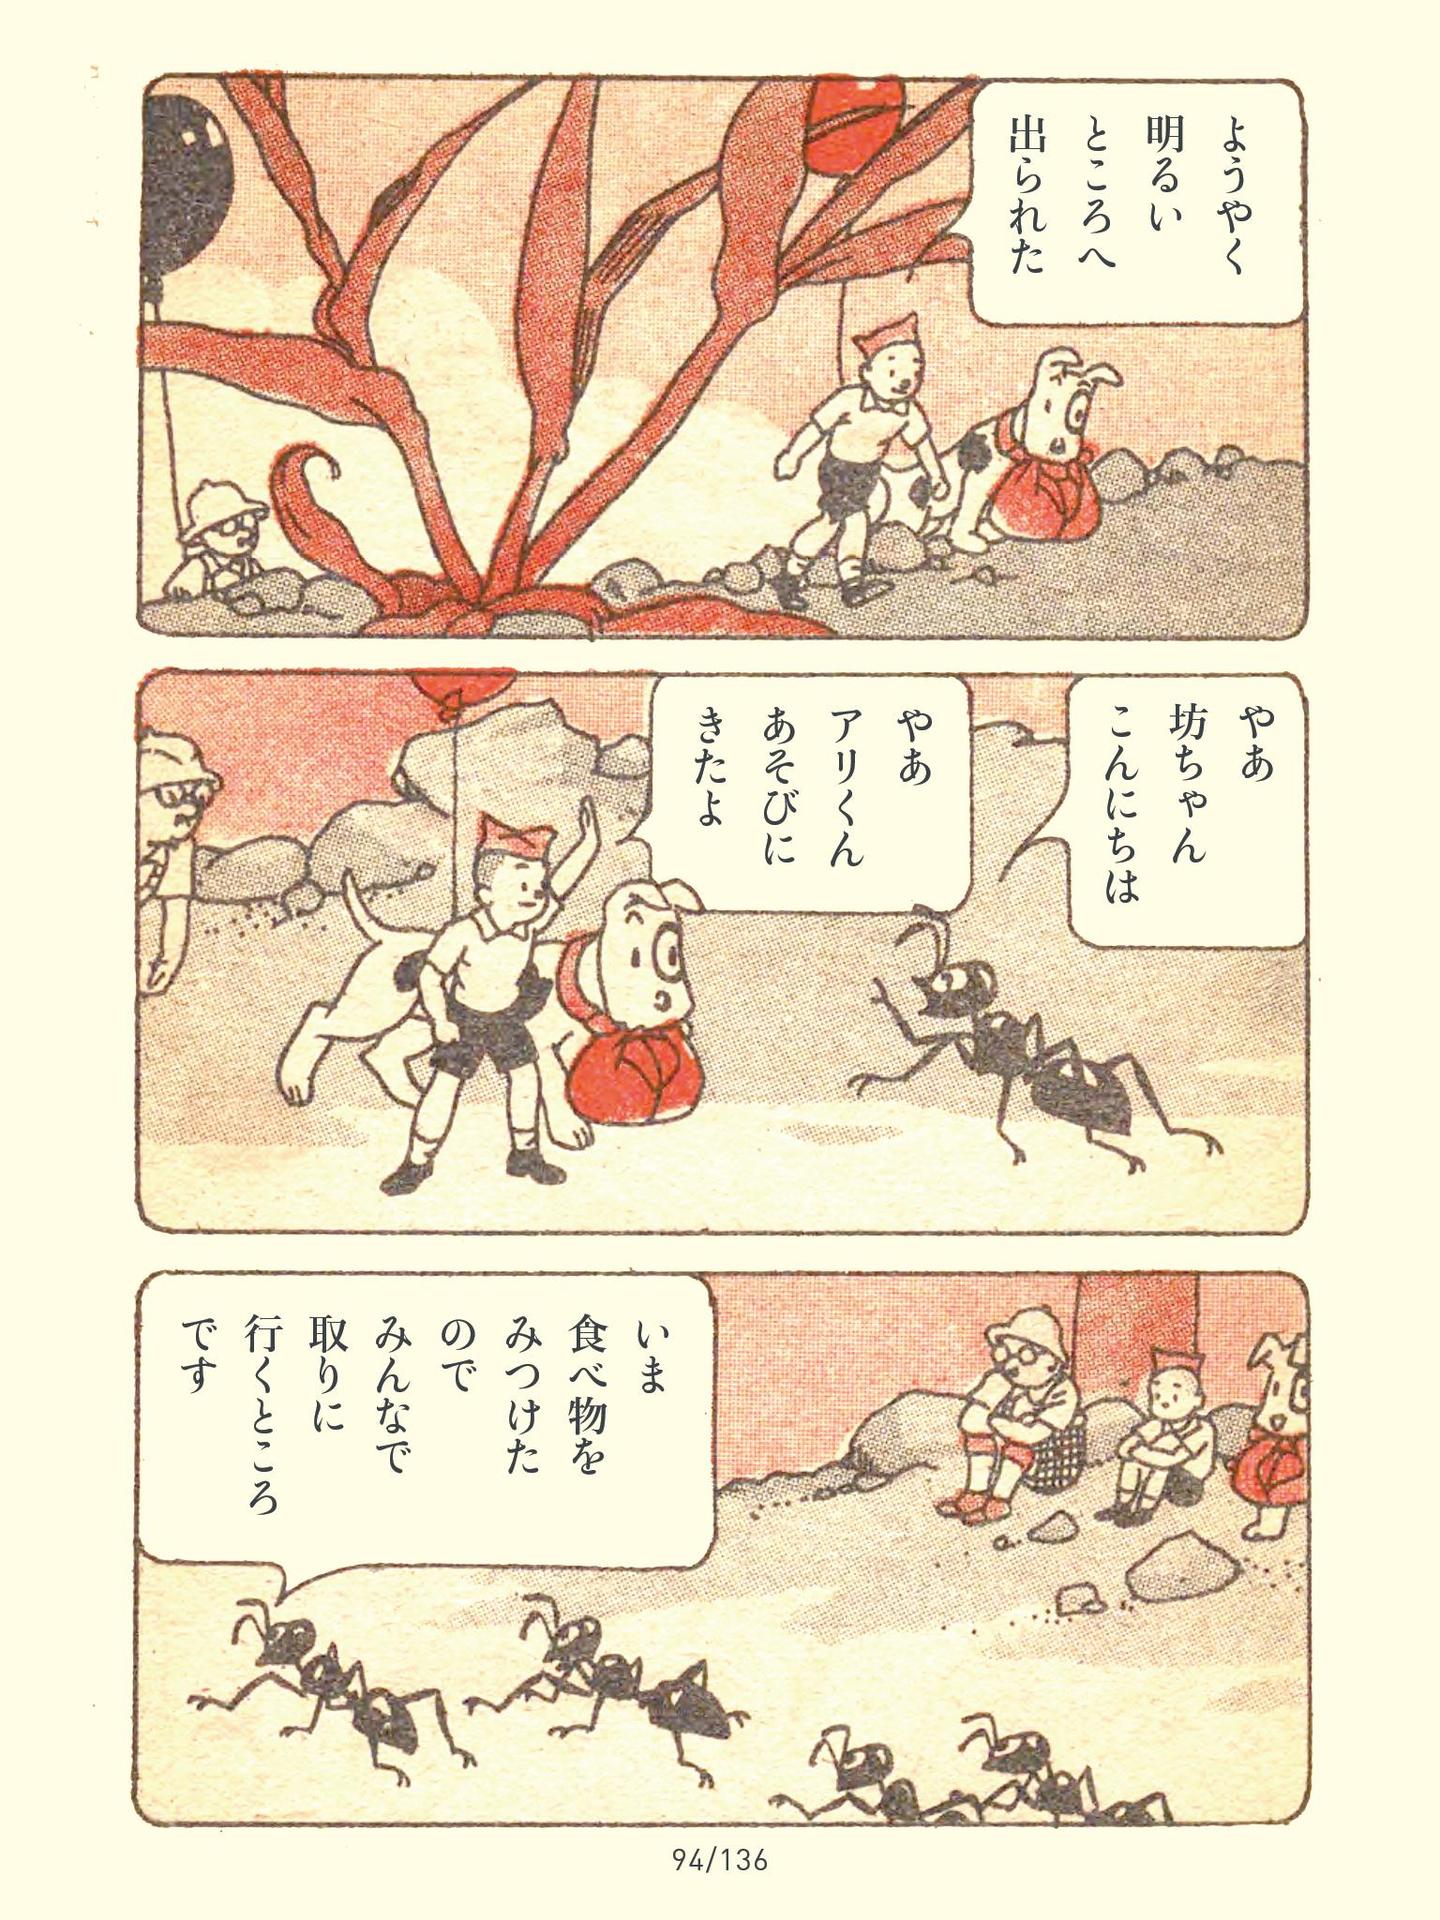 ようやく
明るい
ところへ
出られた
やあ
坊ちゃん
こんにちは
やあ
アリくん
あそびに
きたよ
いま
食べ物を
みつけた
ので
みんなで
取りに
行くところ
です
94/136